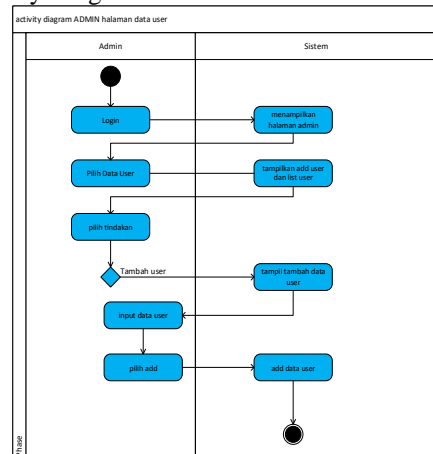 activity diagram ADMIN halaman data user
Admin
Sistem
Login
menampilkan
halaman admin
Pilih Data User
tampilkan add user
dan list user
pilih tindakan
Tambah user
tampil tambah data
user
input data user
pilih add
add data user
Phase